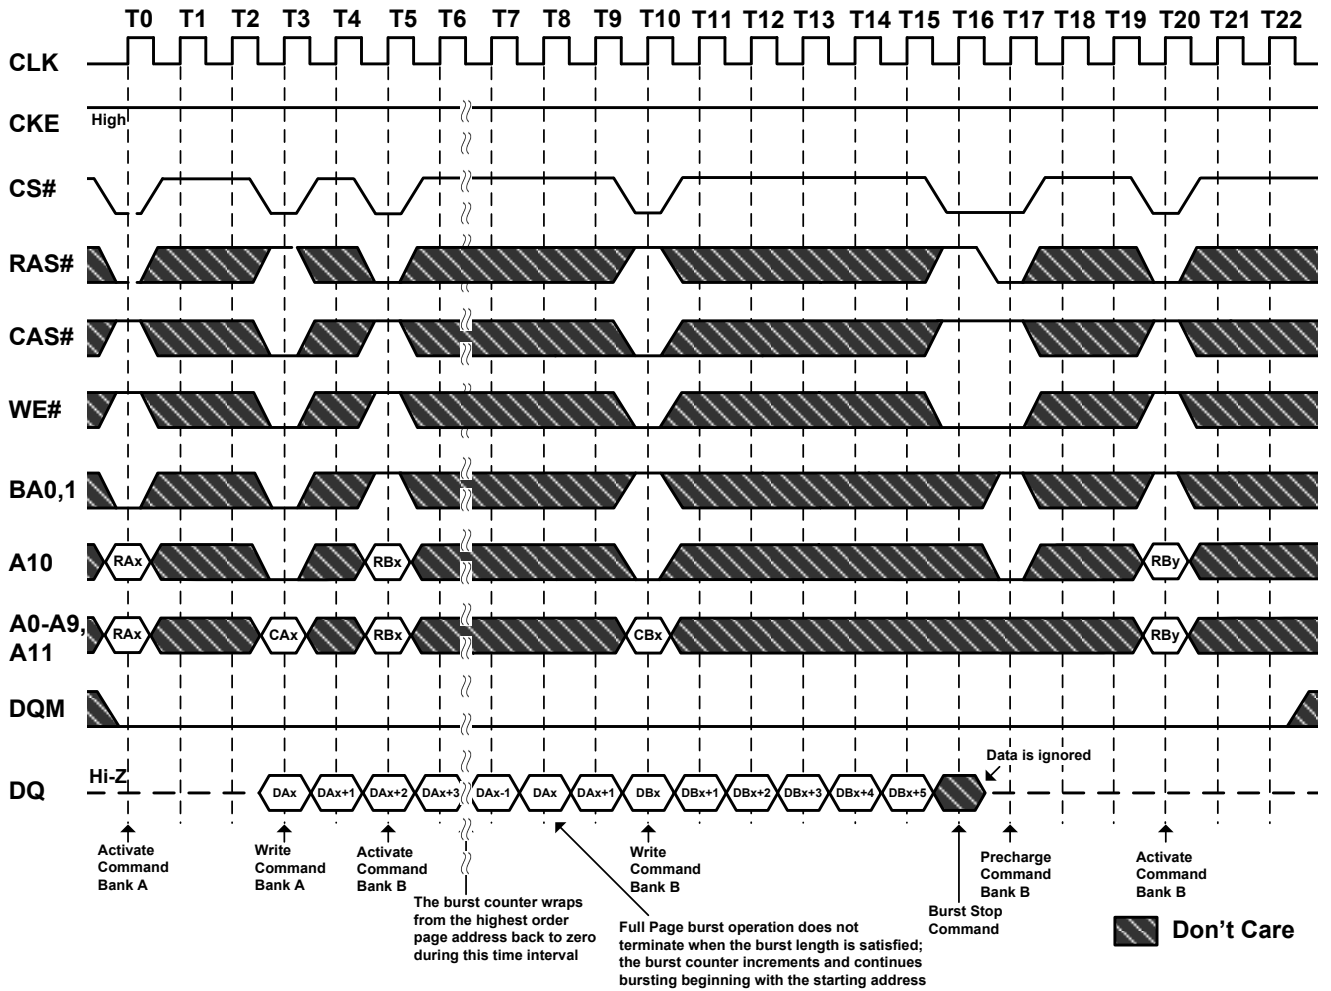 T0 T1 T2 T3 T4 T5 T6 T7 T8 T9 T10 T11 T12 T13 T14 T15 T16 T17 T18 T19 T20 T21 T22
CLK
CKE
High
CS#
RAS#
CAS#
WE#
BA0,1
A10
RAx RBx RBy
A0-A9,
A11
RAx CAx RBx CBx RBy
DQM
DQ
Hi-Z
DAx DAx+1 DAx+2 DAx+3 DAx-1 DAx DAx+1 DBx DBx+1 DBx+2 DBx+3 DBx+4 DBx+5
Data is ignored
Activate
Command
Bank A
Write
Command
Bank A
Activate
Command
Bank B
The burst counter wraps
from the highest order
page address back to zero
during this time interval
Write
Command
Bank B
Full Page burst operation does not
terminate when the burst length is satisfied;
the burst counter increments and continues
bursting beginning with the starting address
Burst Stop
Command
Precharge
Command
Bank B
Activate
Command
Bank B
Don't Care